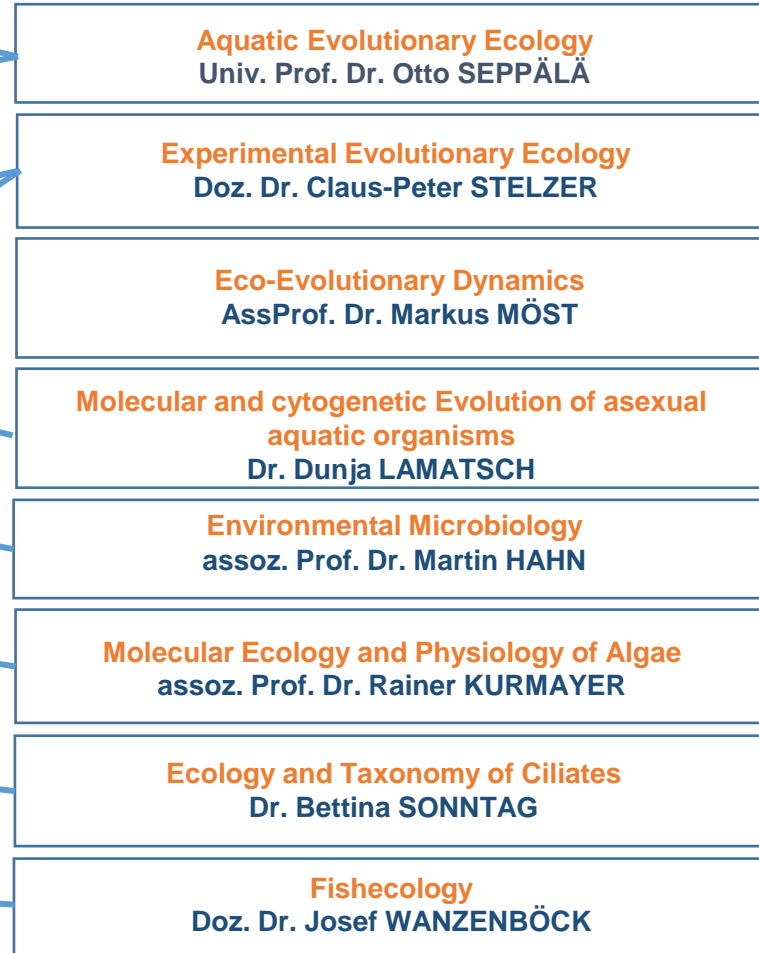 Aquatic Evolutionary Ecology
Univ. Prof. Dr. Otto SEPPÄLÄ
Experimental Evolutionary Ecology
Doz. Dr. Claus-Peter STELZER
Eco-Evolutionary Dynamics
AssProf. Dr. Markus MÖST
Molecular and cytogenetic Evolution of asexual
aquatic organisms
Dr. Dunja LAMATSCH
Environmental Microbiology
assoz. Prof. Dr. Martin HAHN
Molecular Ecology and Physiology of Algae
assoz. Prof. Dr. Rainer KURMAYER
Ecology and Taxonomy of Ciliates
Dr. Bettina SONNTAG
Fishecology
Doz. Dr. Josef WANZENBÖCK